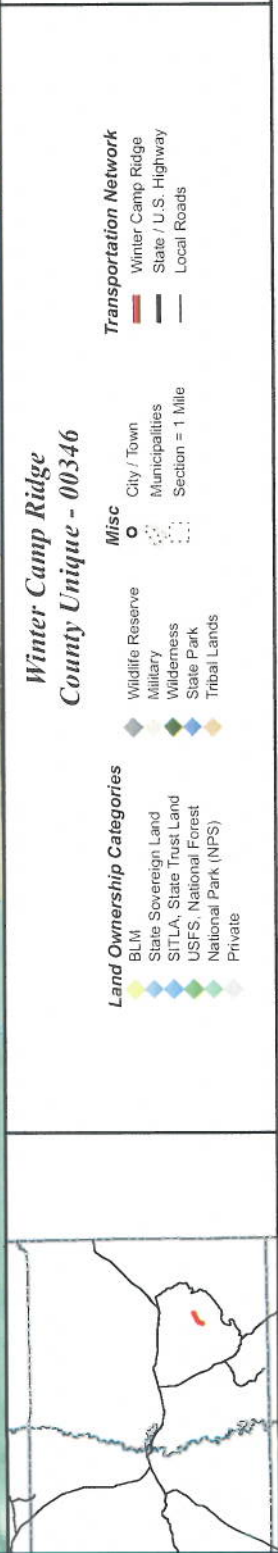 Winter Camp Ridge
County Unique - 00346
Land Ownership Categories
BLM
State Sovereign Land
SITLA, State Trust Land
USFS, National Forest
National Park (NPS)
Private
Wildlife Reserve
Military
Wilderness
State Park
Tribal Lands
Misc
City / Town
Municipalities
Section = 1 Mile
Transportation Network
Winter Camp Ridge
State / U.S. Highway
Local Roads